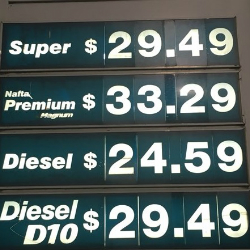 Super $ 29.49
Nafta
Premium $ 33.29
Magnum
Diesel $ 24.59
Diesel
D10 $ 29.49